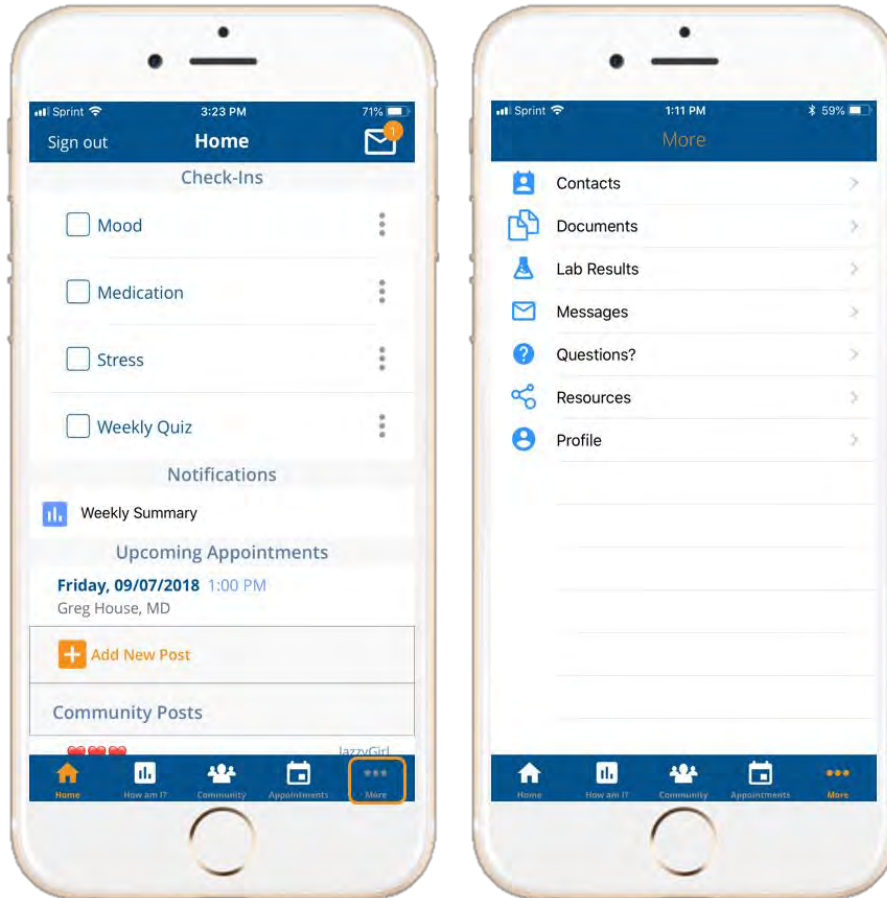 Sprint 3:23 PM 71%
Sign out Home 1
Check-Ins
Mood
Medication
Stress
Weekly Quiz
Notifications
Weekly Summary
Upcoming Appointments
Friday, 09/07/2018 1:00 PM
Greg House, MD
Add New Post
Community Posts
JazzyGirl
Home How am I? Community Appointments More
Sprint 1:11 PM 59%
More
Contacts
Documents
Lab Results
Messages
Questions?
Resources
Profile
Home How am I? Community Appointments More